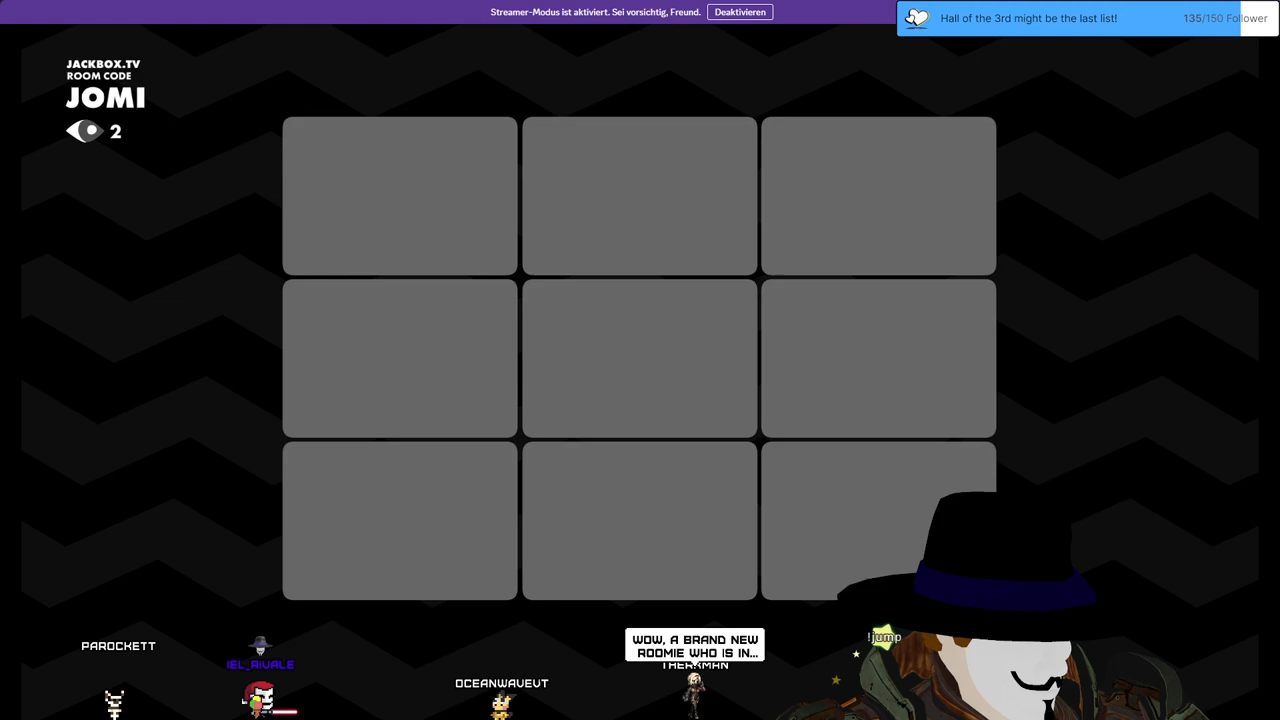 Streamer-Modus ist aktiviert. Sei vorsichtig, Freund. Deaktivieren
Hall of the 3rd might be the last list! 135/150 Follower
JACKBOX.TV
ROOM CODE
JOMI
2
WOW, A BRAND NEW
ROOMIE WHO IS IN...
!jump
PAROCKETT
IEL_RIVALE
OCEANWAVEVT